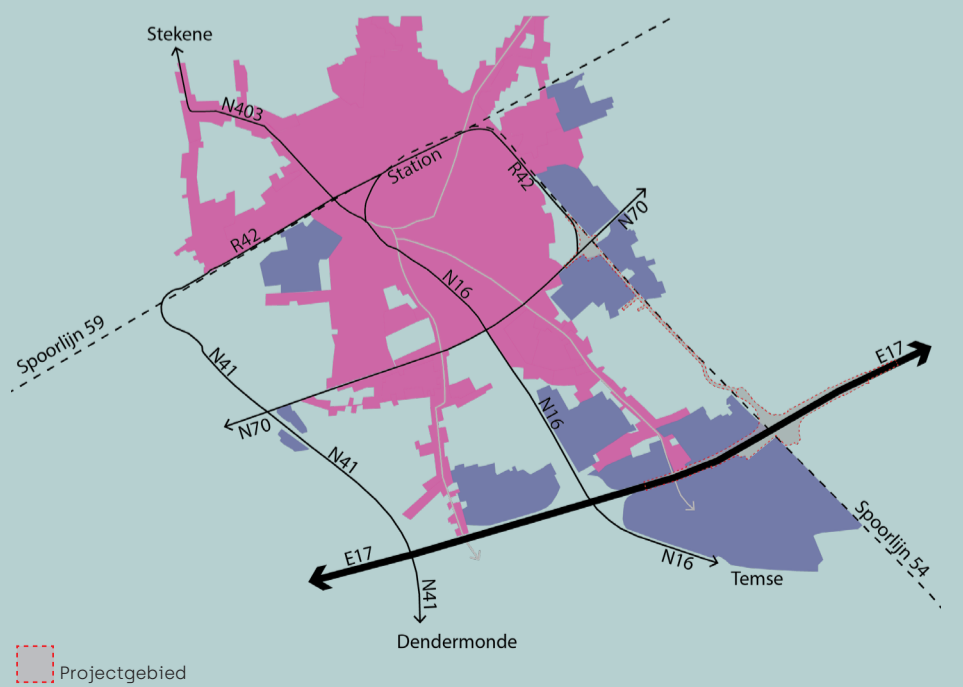 Stekene
N403
Station
R42
N70
R42
N16
Spoorlijn 59
N41
E17
N70
N16
N41
Spoorlijn 54
E17
N16
Temse
N41
Dendermonde
Projectgebied